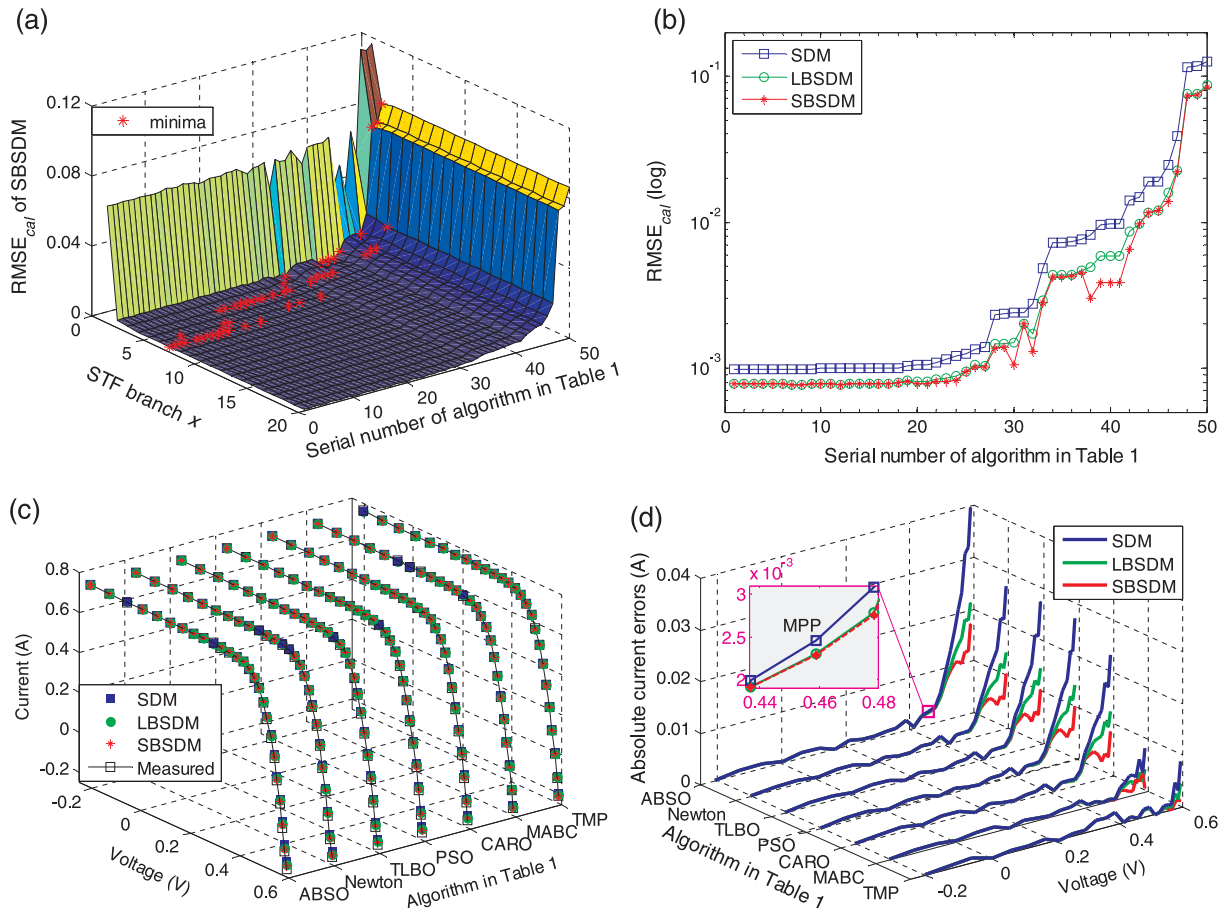 (a)
RMSEcal of SBSDM
0.12
0.08
0.04
0
minima
0
5
10
15
20
STF branch x
0
10
20
30
40
50
Serial number of algorithm in Table 1
(b)
RMSEcal (log)
10-1
10-2
10-3
SDM
LBSDM
SBSDM
0
10
20
30
40
50
Serial number of algorithm in Table 1
(c)
Current (A)
0.8
0.6
0.4
0.2
0
-0.2
SDM
LBSDM
SBSDM
Measured
-0.2
0
0.2
0.4
0.6
Voltage (V)
ABSO
Newton
TLBO
PSO
CARO
MABC
TMP
Algorithm in Table 1
(d)
Absolute current errors (A)
0.04
0.03
0.02
0.01
0
SDM
LBSDM
SBSDM
x 10-3
3
2.5
2
MPP
0.44
0.46
0.48
ABSO
Newton
TLBO
PSO
CARO
MABC
TMP
Algorithm in Table 1
-0.2
0
0.2
0.4
0.6
Voltage (V)